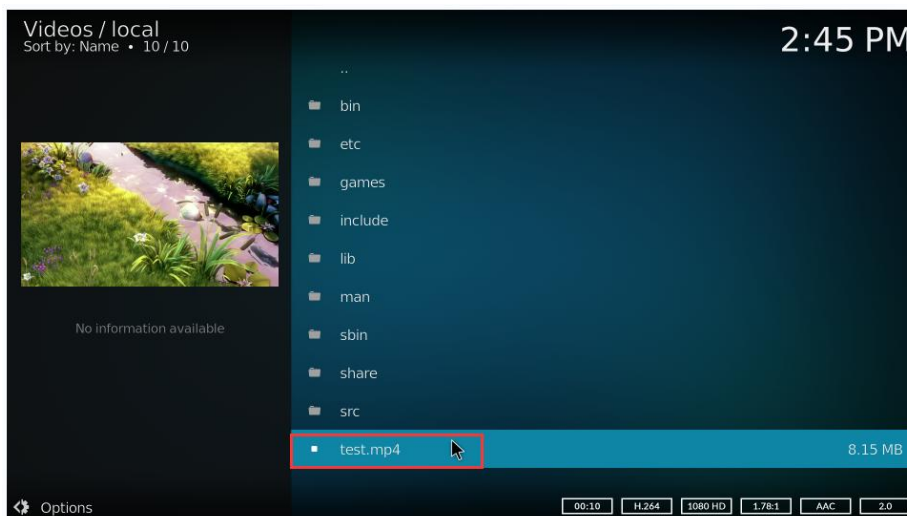 Videos / local
Sort by: Name • 10 / 10
2:45 PM
..
bin
etc
games
include
lib
man
sbin
share
src
test.mp4 8.15 MB
No information available
Options
00:10 H.264 1080 HD 1.78:1 AAC 2.0